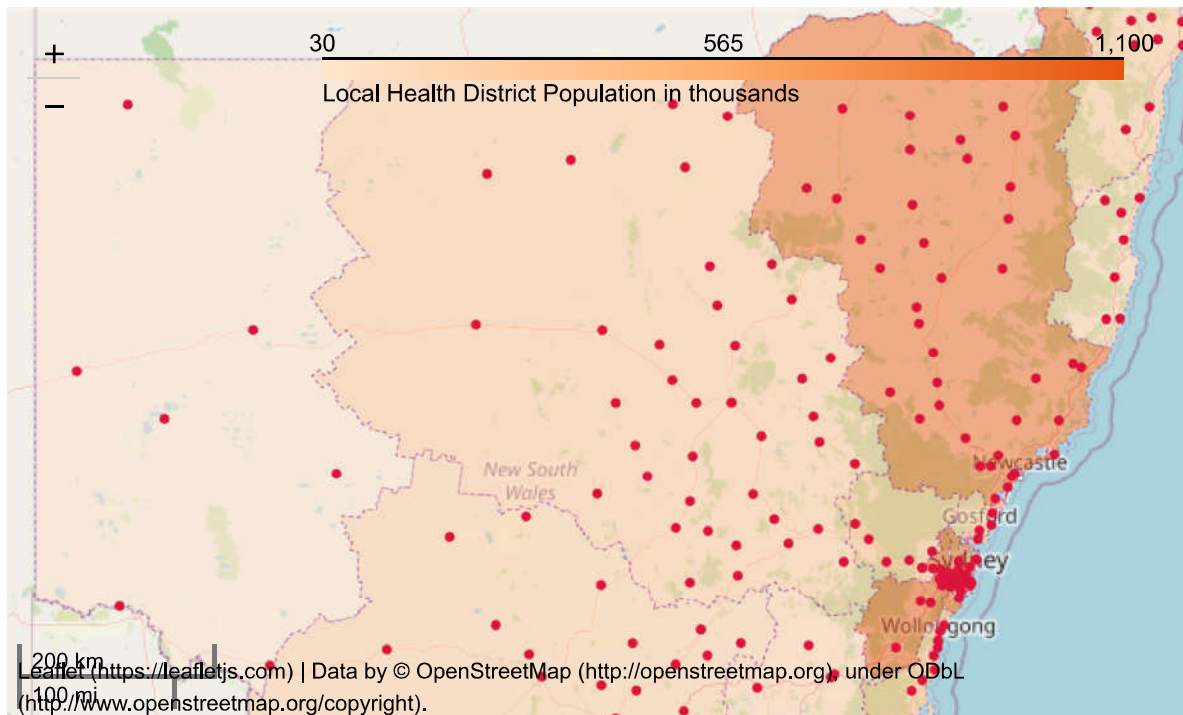 +
30 565 1,100
−
Local Health District Population in thousands
New South
Wales
Newcastle
Gosford
Sydney
Wollongong
200 km
100 mi
Leaflet (https://leafletjs.com) | Data by © OpenStreetMap (http://openstreetmap.org), under ODbL
(http://www.openstreetmap.org/copyright).